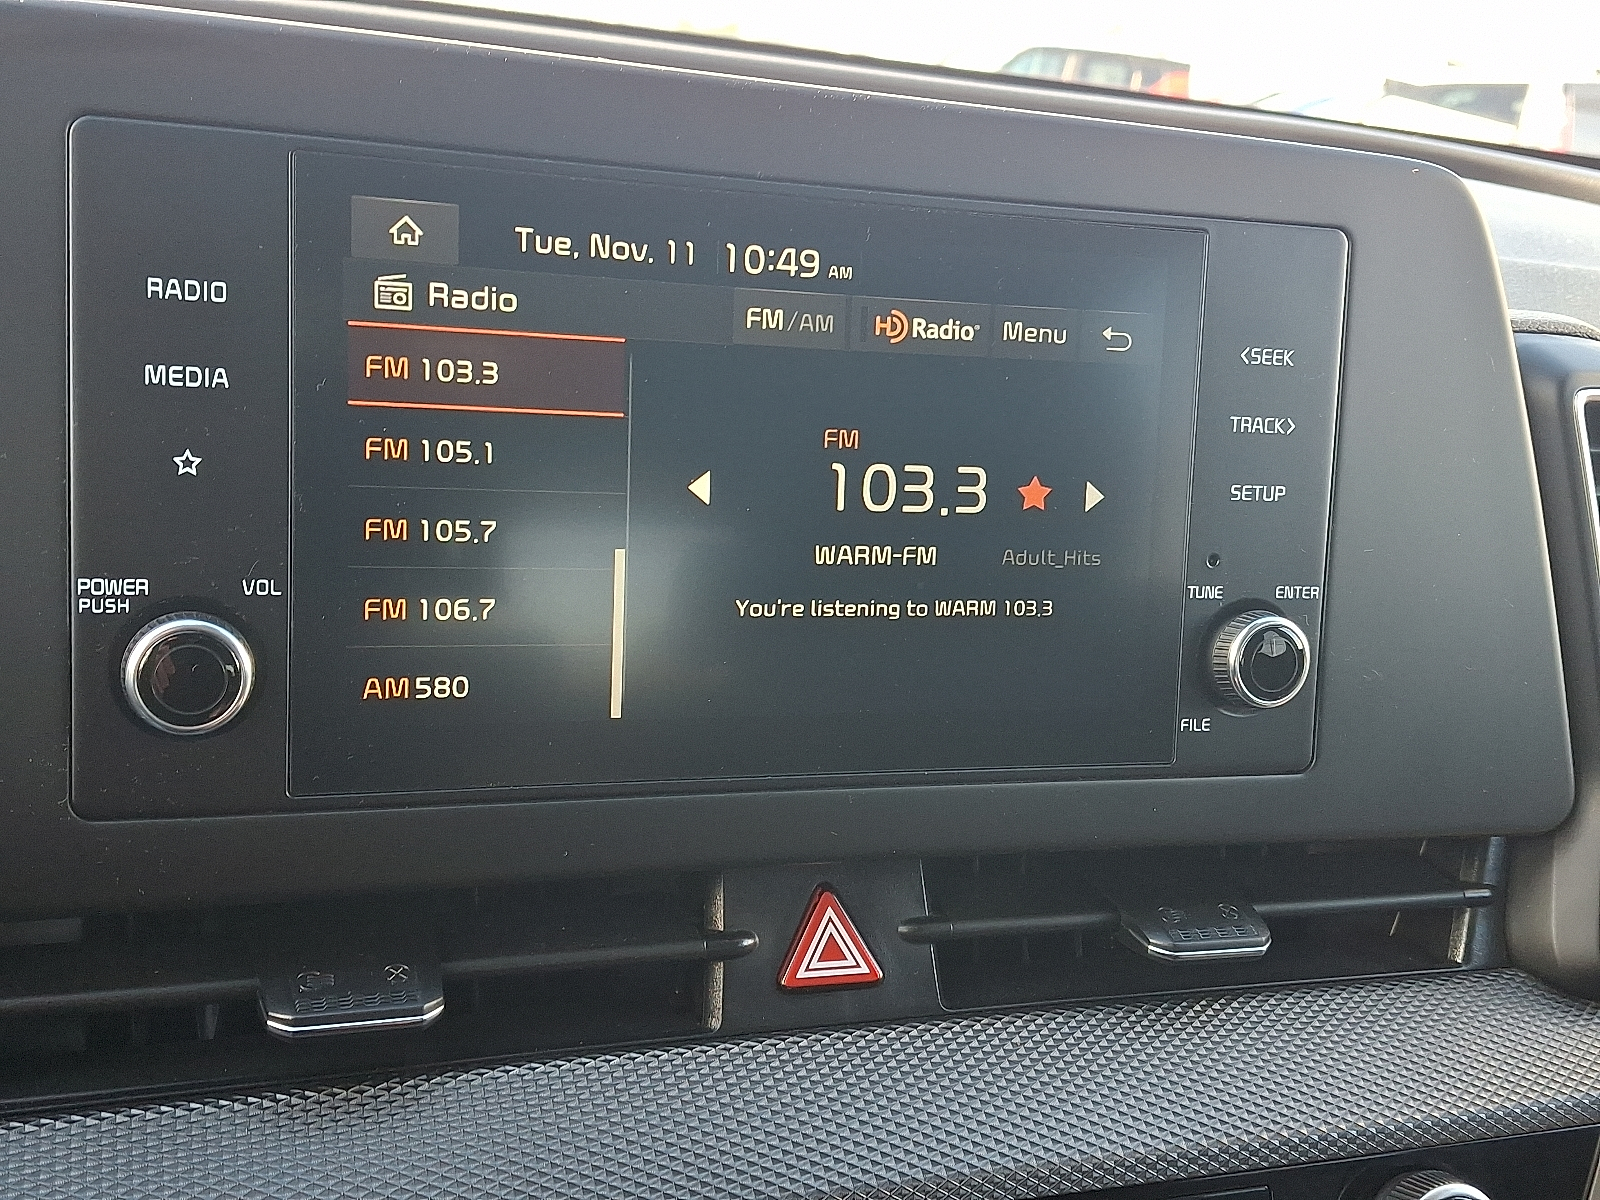 Tue, Nov. 11 10:49 AM
Radio
FM/AM HD Radio® Menu
RADIO
MEDIA
POWER PUSH
VOL
FM 103.3
FM 105.1
FM 105.7
FM 106.7
AM 580
FM
103.3
WARM-FM Adult_Hits
You're listening to WARM 103.3
<SEEK
TRACK>
SETUP
TUNE
ENTER
FILE